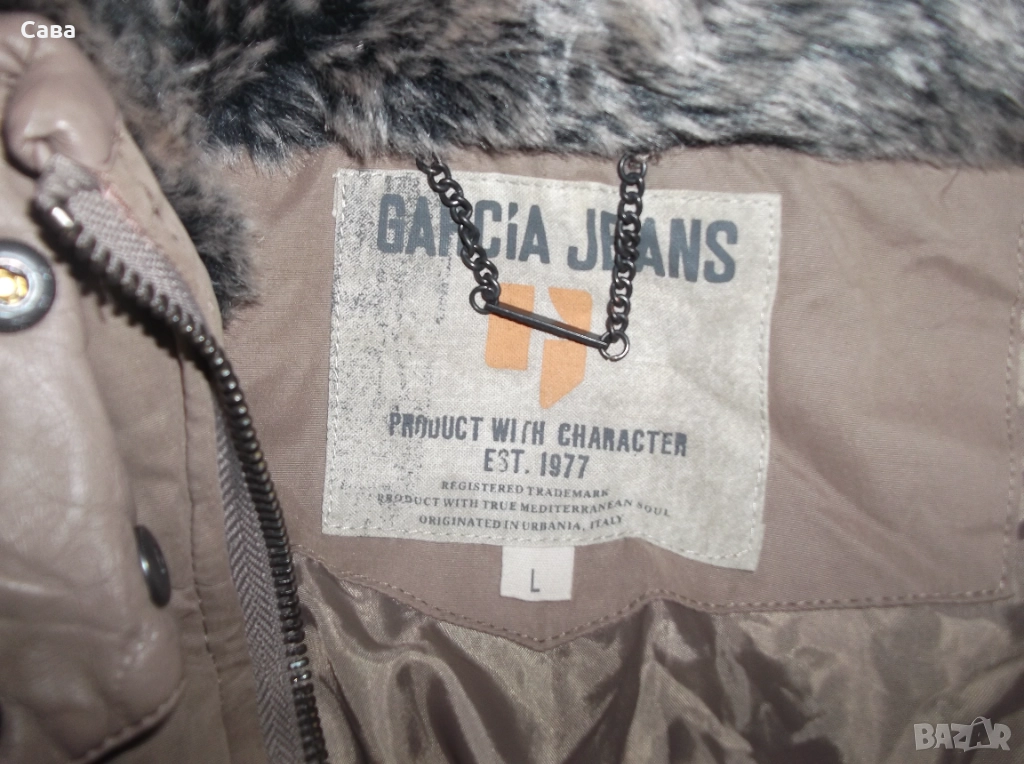 Сава
GARCíA JEANS
PRODUCT WITH CHARACTER
EST. 1977
REGISTERED TRADEMARK
PRODUCT WITH TRUE MEDITERRANEAN SOUL
ORIGINATED IN URBANIA, ITALY
L
BAZAR